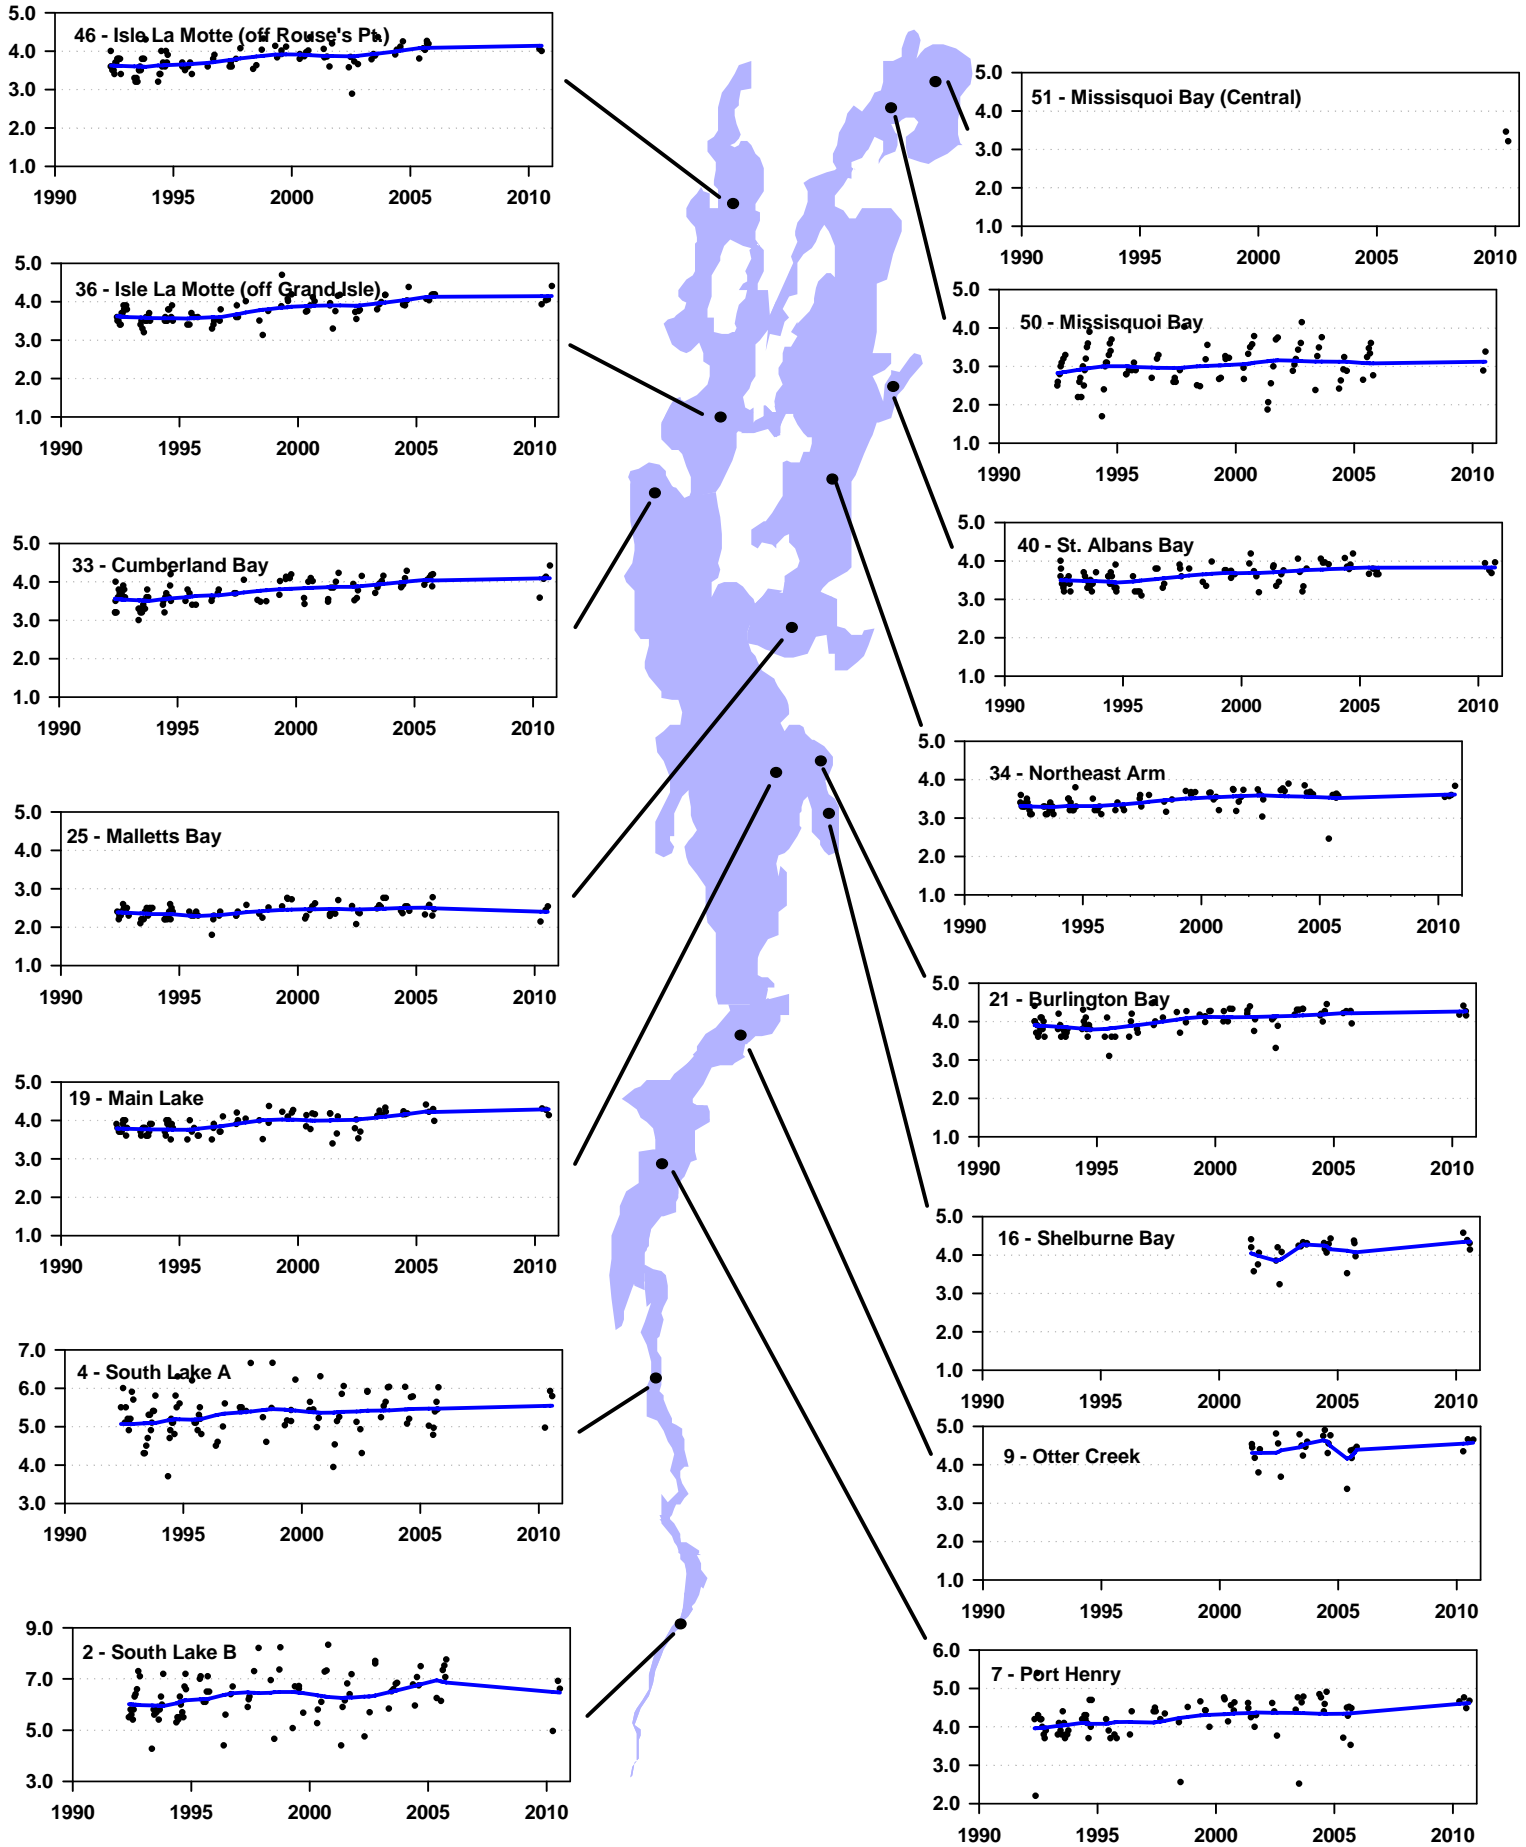 5.0
46 - Isle La Motte (off Rouse's Pt.)
4.0
3.0
2.0
1.0
1990 1995 2000 2005 2010
5.0
36 - Isle La Motte (off Grand Isle)
4.0
3.0
2.0
1.0
1990 1995 2000 2005 2010
5.0
33 - Cumberland Bay
4.0
3.0
2.0
1.0
1990 1995 2000 2005 2010
5.0
25 - Malletts Bay
4.0
3.0
2.0
1.0
1990 1995 2000 2005 2010
5.0
19 - Main Lake
4.0
3.0
2.0
1.0
1990 1995 2000 2005 2010
7.0
4 - South Lake A
6.0
5.0
4.0
3.0
1990 1995 2000 2005 2010
9.0
2 - South Lake B
7.0
5.0
3.0
1990 1995 2000 2005 2010
5.0
51 - Missisquoi Bay (Central)
4.0
3.0
2.0
1.0
1990 1995 2000 2005 2010
5.0
50 - Missisquoi Bay
4.0
3.0
2.0
1.0
1990 1995 2000 2005 2010
5.0
40 - St. Albans Bay
4.0
3.0
2.0
1.0
1990 1995 2000 2005 2010
5.0
34 - Northeast Arm
4.0
3.0
2.0
1.0
1990 1995 2000 2005 2010
5.0
21 - Burlington Bay
4.0
3.0
2.0
1.0
1990 1995 2000 2005 2010
5.0
16 - Shelburne Bay
4.0
3.0
2.0
1.0
1990 1995 2000 2005 2010
5.0
9 - Otter Creek
4.0
3.0
2.0
1.0
1990 1995 2000 2005 2010
6.0
7 - Port Henry
5.0
4.0
3.0
2.0
1990 1995 2000 2005 2010